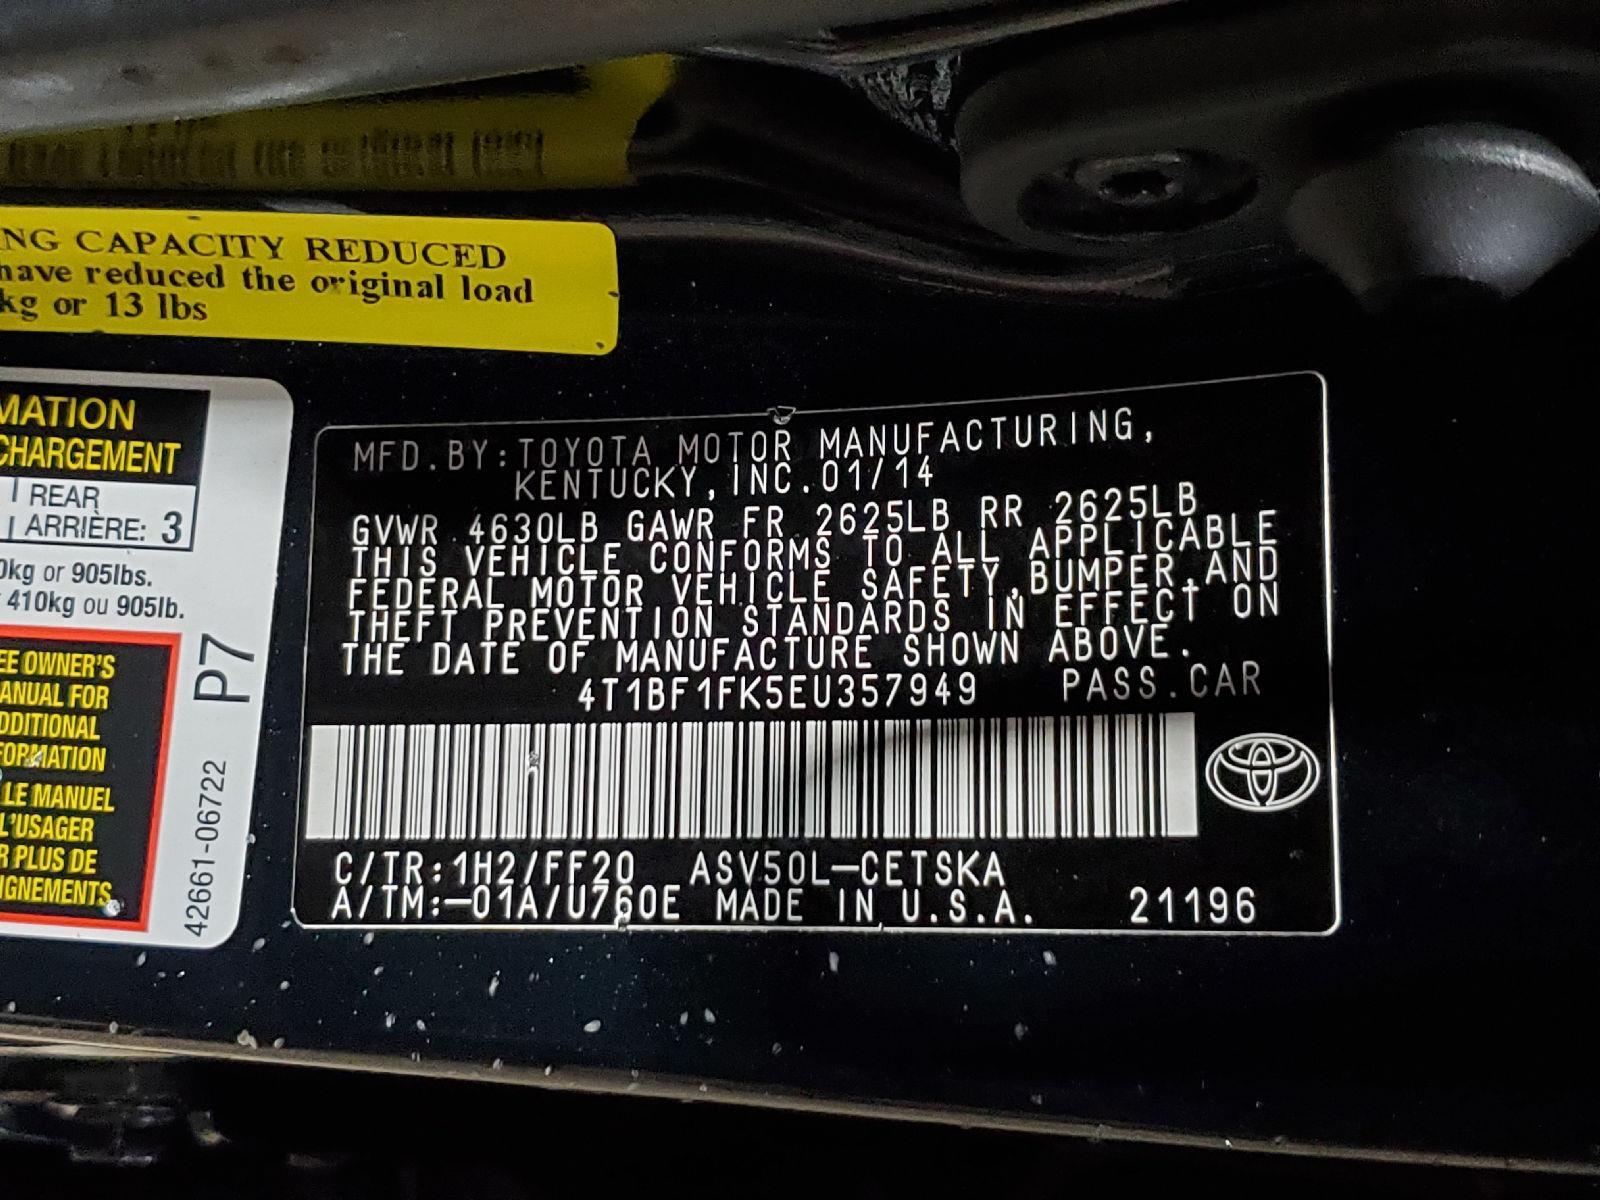 NG CAPACITY REDUCED
have reduced the original load
kg or 13 lbs
MATION
CHARGEMENT
REAR
ARRIÈRE: 3
0kg or 905lbs.
410kg ou 905lb.
EE OWNER'S
ANUAL FOR
DDITIONAL
FORMATION
LE MANUEL
L'USAGER
R PLUS DE
IGNEMENTS
P7
42661-06722
MFD.BY:TOYOTA MOTOR MANUFACTURING,
KENTUCKY,INC.01/14
GVWR 4630LB GAWR FR 2625LB RR 2625LB
THIS VEHICLE CONFORMS TO ALL APPLICABLE
FEDERAL MOTOR VEHICLE SAFETY,BUMPER,AND
THEFT PREVENTION STANDARDS IN EFFECT ON
THE DATE OF MANUFACTURE SHOWN ABOVE.
4T1BF1FK5EU357949 PASS.CAR
C/TR:1H2/FF20 ASV50L-CETSKA
A/TM:-01A/U760E MADE IN U.S.A. 21196